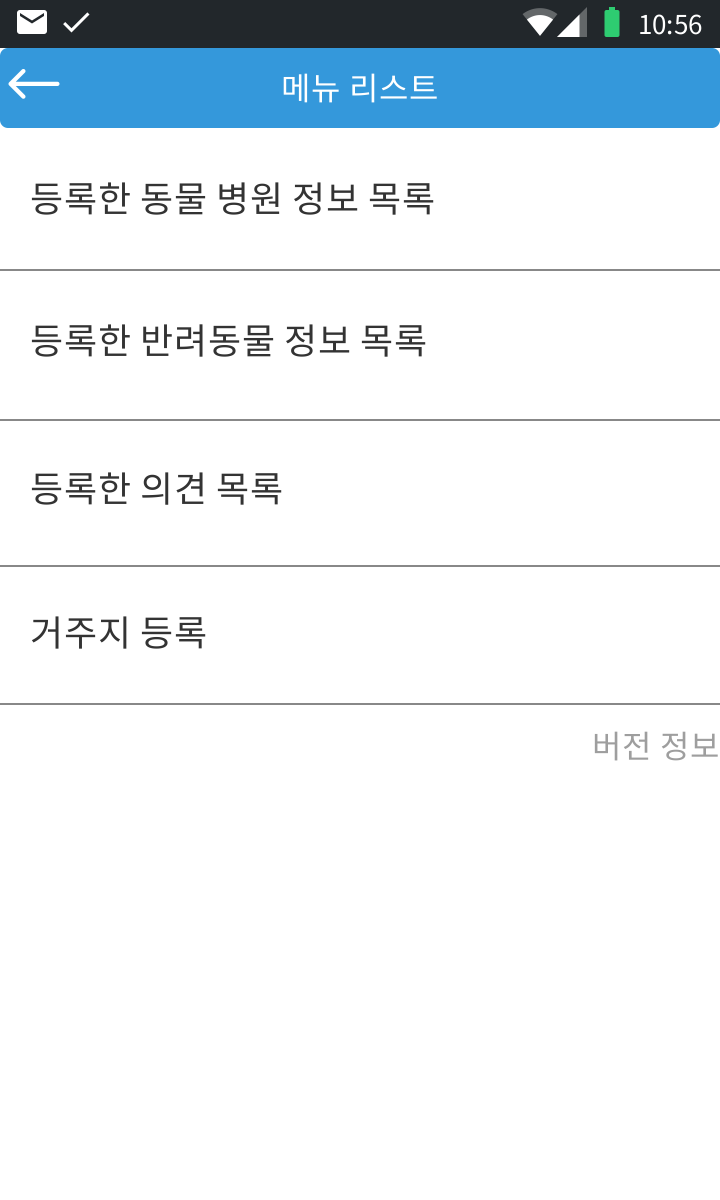 10:56
메뉴 리스트
등록한 동물 병원 정보 목록
등록한 반려동물 정보 목록
등록한 의견 목록
거주지 등록
버전 정보